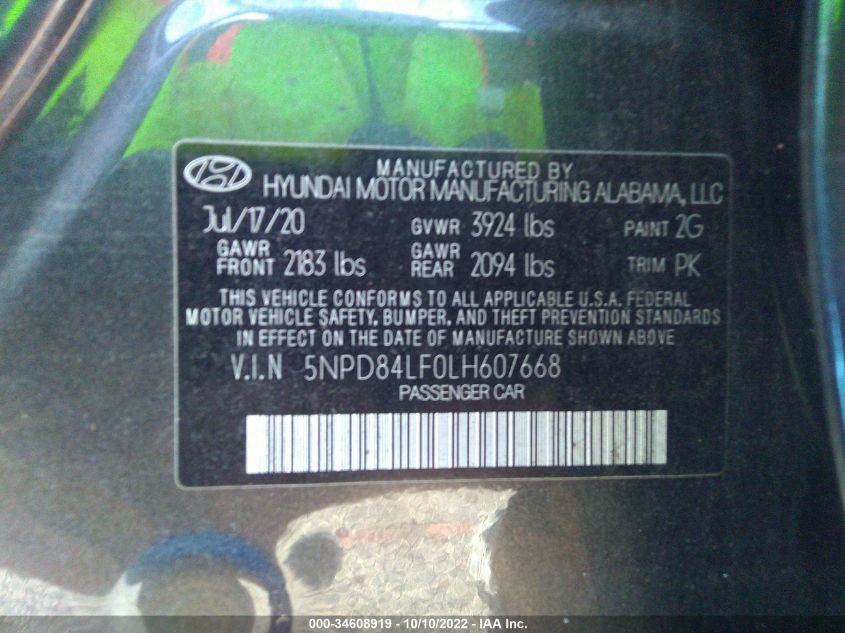 MANUFACTURED BY
HYUNDAI MOTOR MANUFACTURING ALABAMA, LLC
Jul/17/20 GVWR 3924 lbs PAINT 2G
GAWR FRONT 2183 lbs GAWR REAR 2094 lbs TRIM PK
THIS VEHICLE CONFORMS TO ALL APPLICABLE U.S.A. FEDERAL
MOTOR VEHICLE SAFETY, BUMPER, AND THEFT PREVENTION STANDARDS
IN EFFECT ON THE DATE OF MANUFACTURE SHOWN ABOVE
V.I.N 5NPD84LF0LH607668
PASSENGER CAR
000-34608919 - 10/10/2022 - IAA Inc.